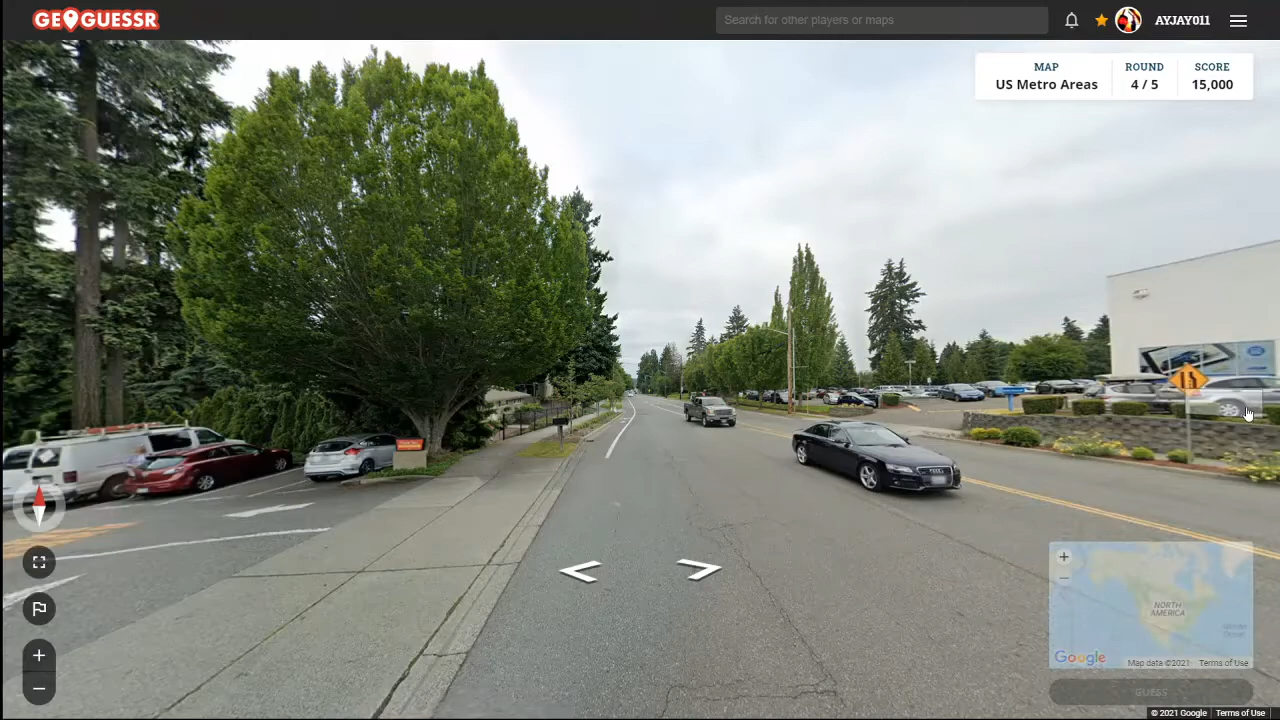 GEOGUESSR
Search for other players or maps
AYJAY011
MAP
US Metro Areas
ROUND
4 / 5
SCORE
15,000
NORTH
AMERICA
Google
Map data ©2021
Terms of Use
GUESS
© 2021 Google
Terms of Use